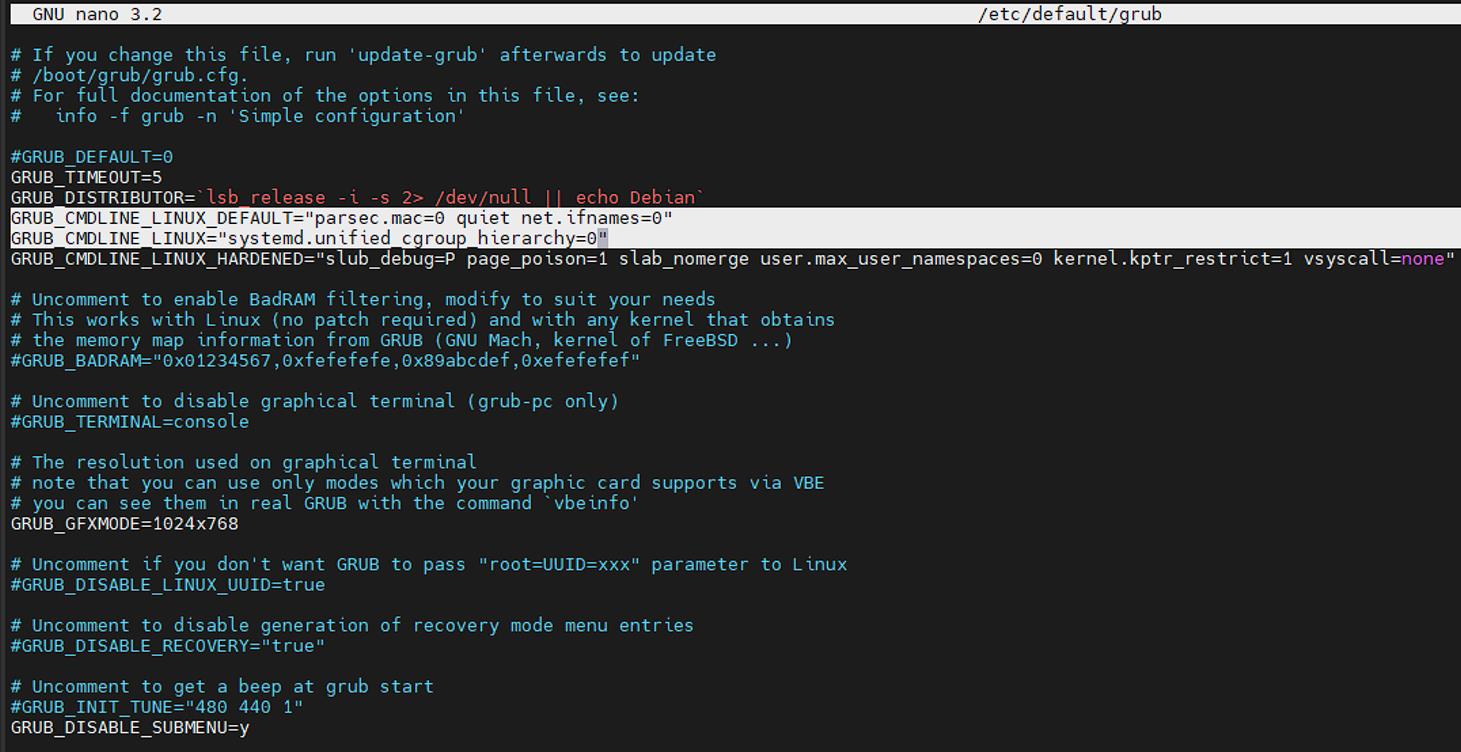 GNU nano 3.2 /etc/default/grub
# If you change this file, run 'update-grub' afterwards to update
# /boot/grub/grub.cfg.
# For full documentation of the options in this file, see:
#   info -f grub -n 'Simple configuration'
#GRUB_DEFAULT=0
GRUB_TIMEOUT=5
GRUB_DISTRIBUTOR=`lsb_release -i -s 2> /dev/null || echo Debian`
GRUB_CMDLINE_LINUX_DEFAULT="parsec.mac=0 quiet net.ifnames=0"
GRUB_CMDLINE_LINUX="systemd.unified_cgroup_hierarchy=0"
GRUB_CMDLINE_LINUX_HARDENED="slub_debug=P page_poison=1 slab_nomerge user.max_user_namespaces=0 kernel.kptr_restrict=1 vsyscall=none"
# Uncomment to enable BadRAM filtering, modify to suit your needs
# This works with Linux (no patch required) and with any kernel that obtains
# the memory map information from GRUB (GNU Mach, kernel of FreeBSD ...)
#GRUB_BADRAM="0x01234567,0xfefefefe,0x89abcdef,0xefefefef"
# Uncomment to disable graphical terminal (grub-pc only)
#GRUB_TERMINAL=console
# The resolution used on graphical terminal
# note that you can use only modes which your graphic card supports via VBE
# you can see them in real GRUB with the command `vbeinfo'
GRUB_GFXMODE=1024x768
# Uncomment if you don't want GRUB to pass "root=UUID=xxx" parameter to Linux
#GRUB_DISABLE_LINUX_UUID=true
# Uncomment to disable generation of recovery mode menu entries
#GRUB_DISABLE_RECOVERY="true"
# Uncomment to get a beep at grub start
#GRUB_INIT_TUNE="480 440 1"
GRUB_DISABLE_SUBMENU=y